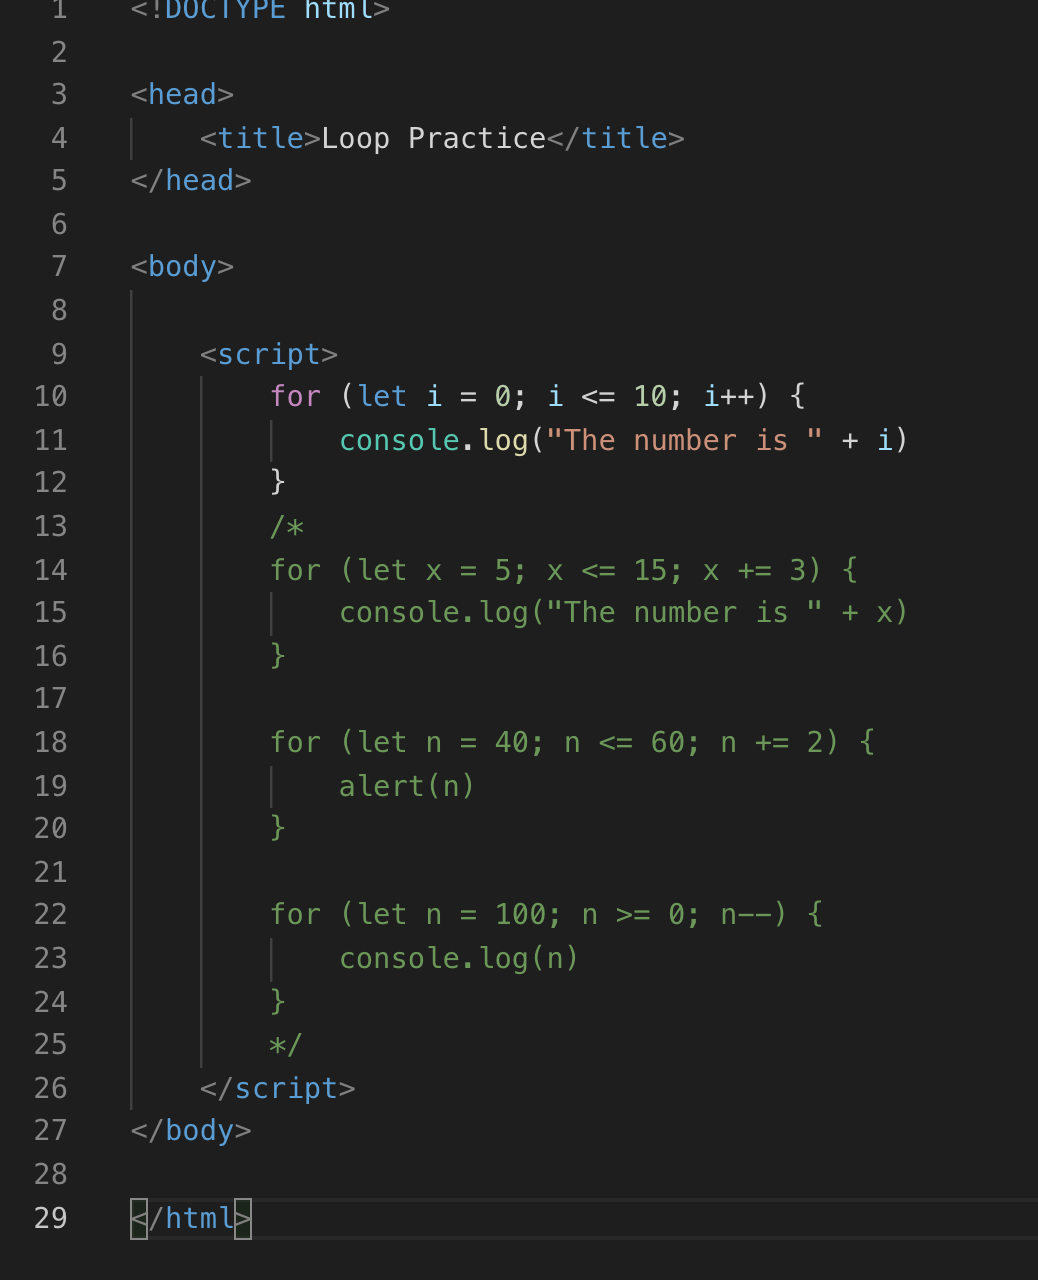 1 <!DOCTYPE html>
2
3 <head>
4     <title>Loop Practice</title>
5 </head>
6
7 <body>
8
9     <script>
10         for (let i = 0; i <= 10; i++) {
11             console.log("The number is " + i)
12         }
13         /*
14         for (let x = 5; x <= 15; x += 3) {
15             console.log("The number is " + x)
16         }
17
18         for (let n = 40; n <= 60; n += 2) {
19             alert(n)
20         }
21
22         for (let n = 100; n >= 0; n--) {
23             console.log(n)
24         }
25         */
26     </script>
27 </body>
28
29 </html>